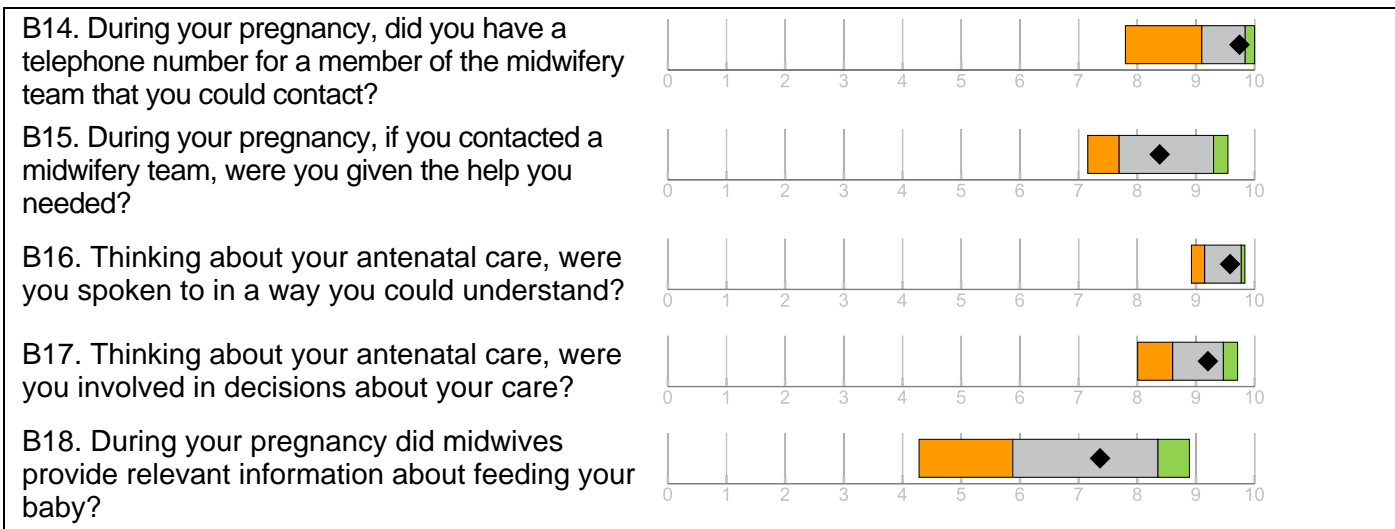 B14. During your pregnancy, did you have a
telephone number for a member of the midwifery
team that you could contact?
0 1 2 3 4 5 6 7 8 9 10
B15. During your pregnancy, if you contacted a
midwifery team, were you given the help you
needed?
0 1 2 3 4 5 6 7 8 9 10
B16. Thinking about your antenatal care, were
you spoken to in a way you could understand?
0 1 2 3 4 5 6 7 8 9 10
B17. Thinking about your antenatal care, were
you involved in decisions about your care?
0 1 2 3 4 5 6 7 8 9 10
B18. During your pregnancy did midwives
provide relevant information about feeding your
baby?
0 1 2 3 4 5 6 7 8 9 10